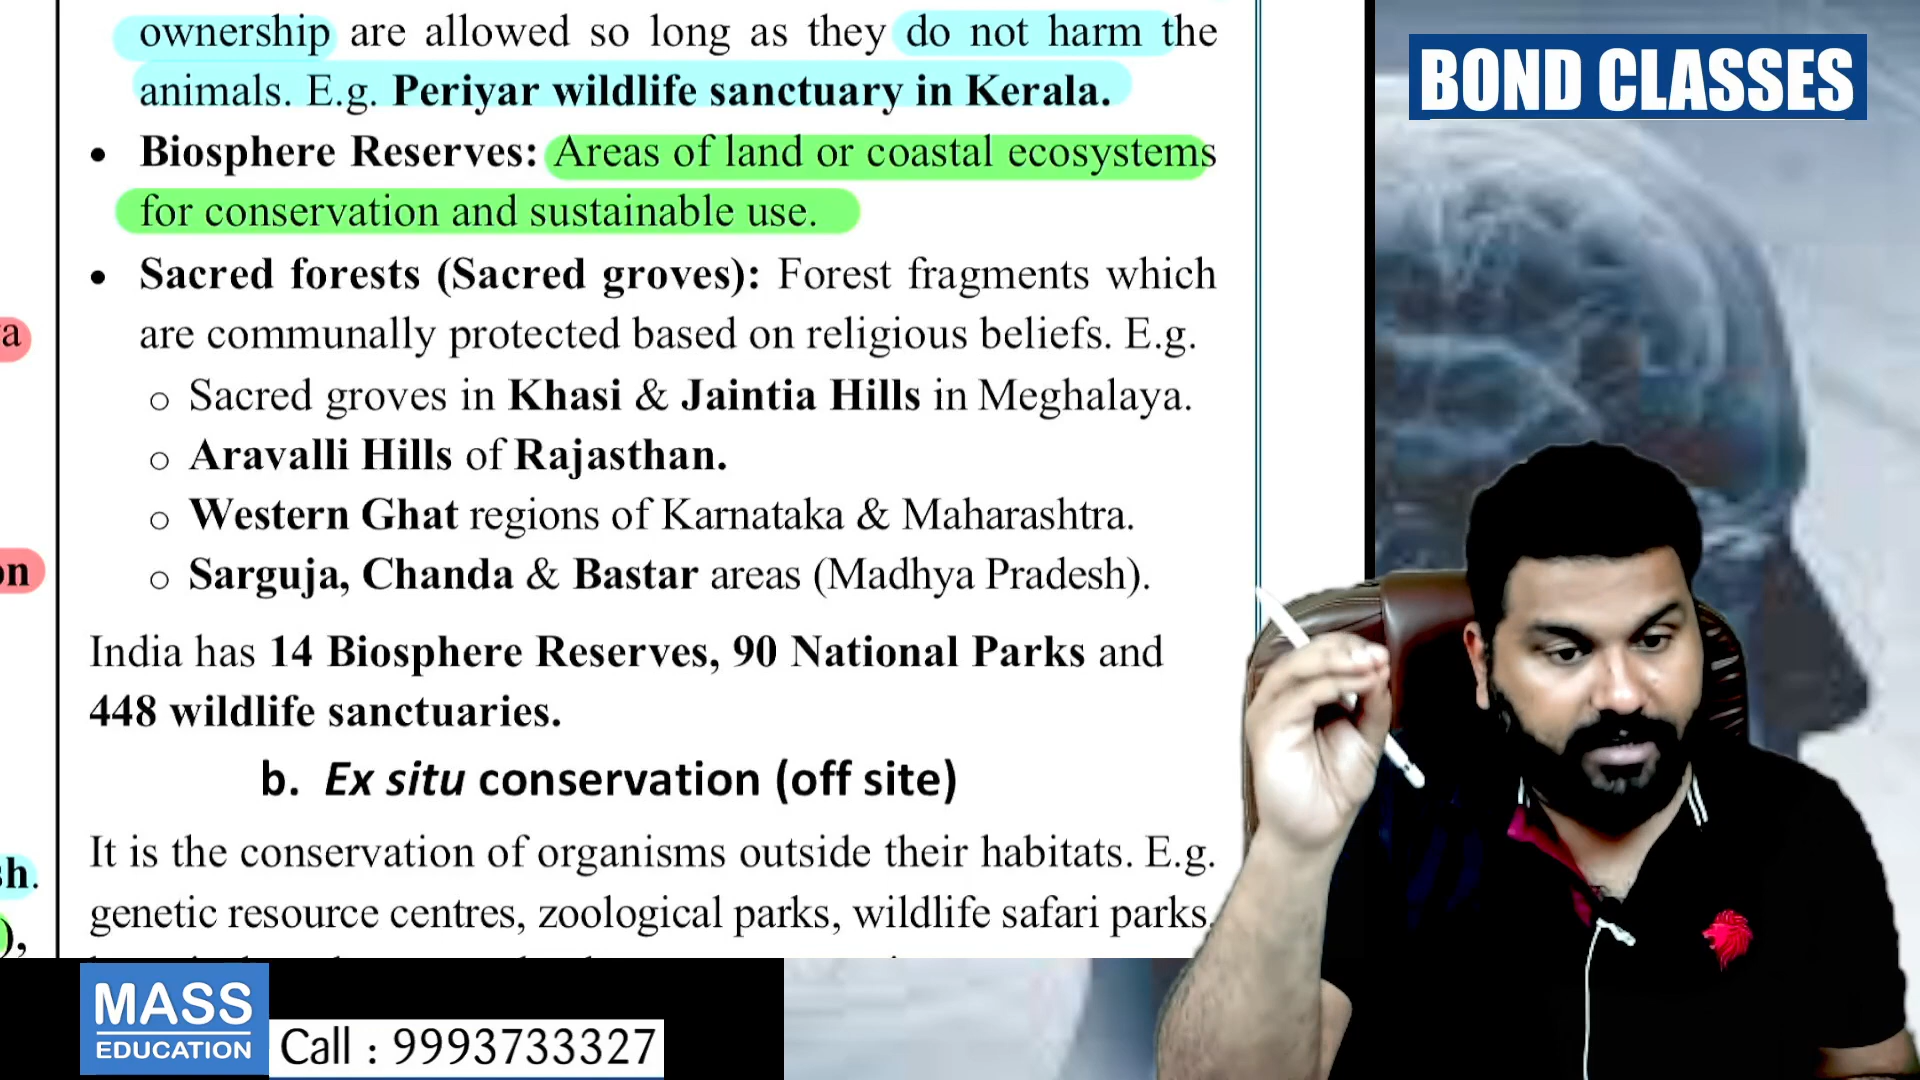 ownership are allowed so long as they do not harm the
animals. E.g. Periyar wildlife sanctuary in Kerala.
• Biosphere Reserves: Areas of land or coastal ecosystems
for conservation and sustainable use.
• Sacred forests (Sacred groves): Forest fragments which
are communally protected based on religious beliefs. E.g.
o Sacred groves in Khasi & Jaintia Hills in Meghalaya.
o Aravalli Hills of Rajasthan.
o Western Ghat regions of Karnataka & Maharashtra.
o Sarguja, Chanda & Bastar areas (Madhya Pradesh).
India has 14 Biosphere Reserves, 90 National Parks and
448 wildlife sanctuaries.
b. Ex situ conservation (off site)
It is the conservation of organisms outside their habitats. E.g.
genetic resource centres, zoological parks, wildlife safari parks,
BOND CLASSES
MASS
EDUCATION
Call : 9993733327